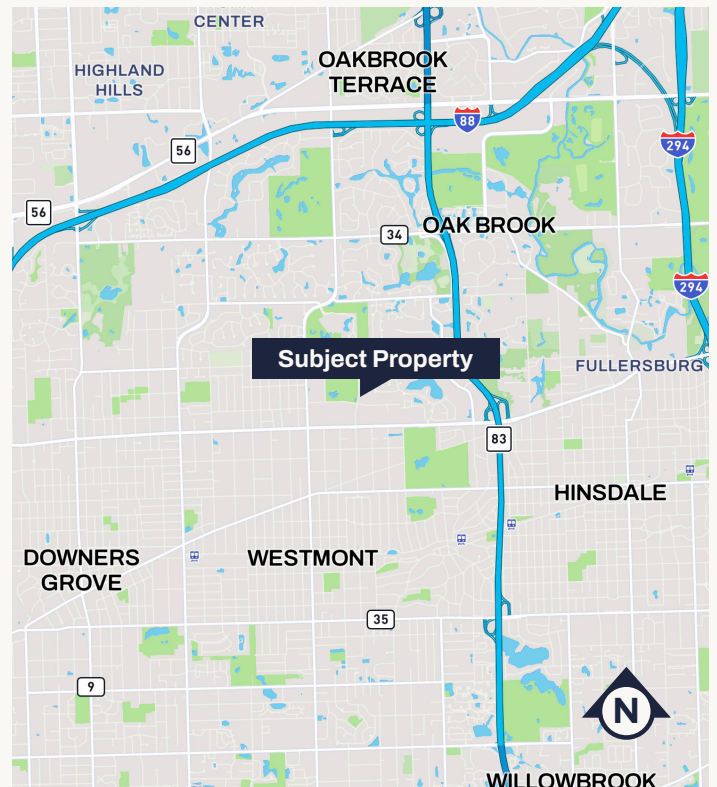 CENTER
OAKBROOK
TERRACE
HIGHLAND
HILLS
88
56
294
56
34
OAK BROOK
294
Subject Property
FULLERSBURG
83
HINSDALE
DOWNERS
GROVE
WESTMONT
35
9
N
WILLOWBROOK